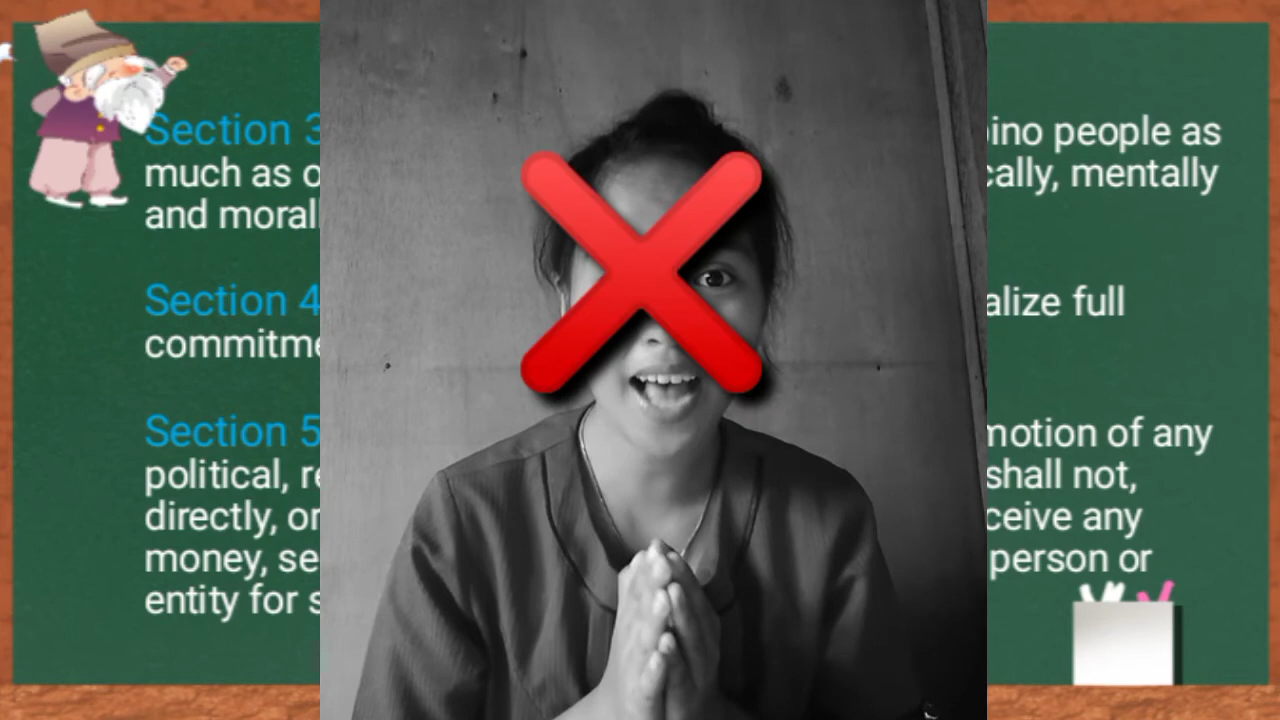 Section 3 ino people as
much as o cally, mentally
and moral
Section 4 alize full
commitme
Section 5 motion of any
political, re shall not,
directly, or ceive any
money, se person or
entity for s